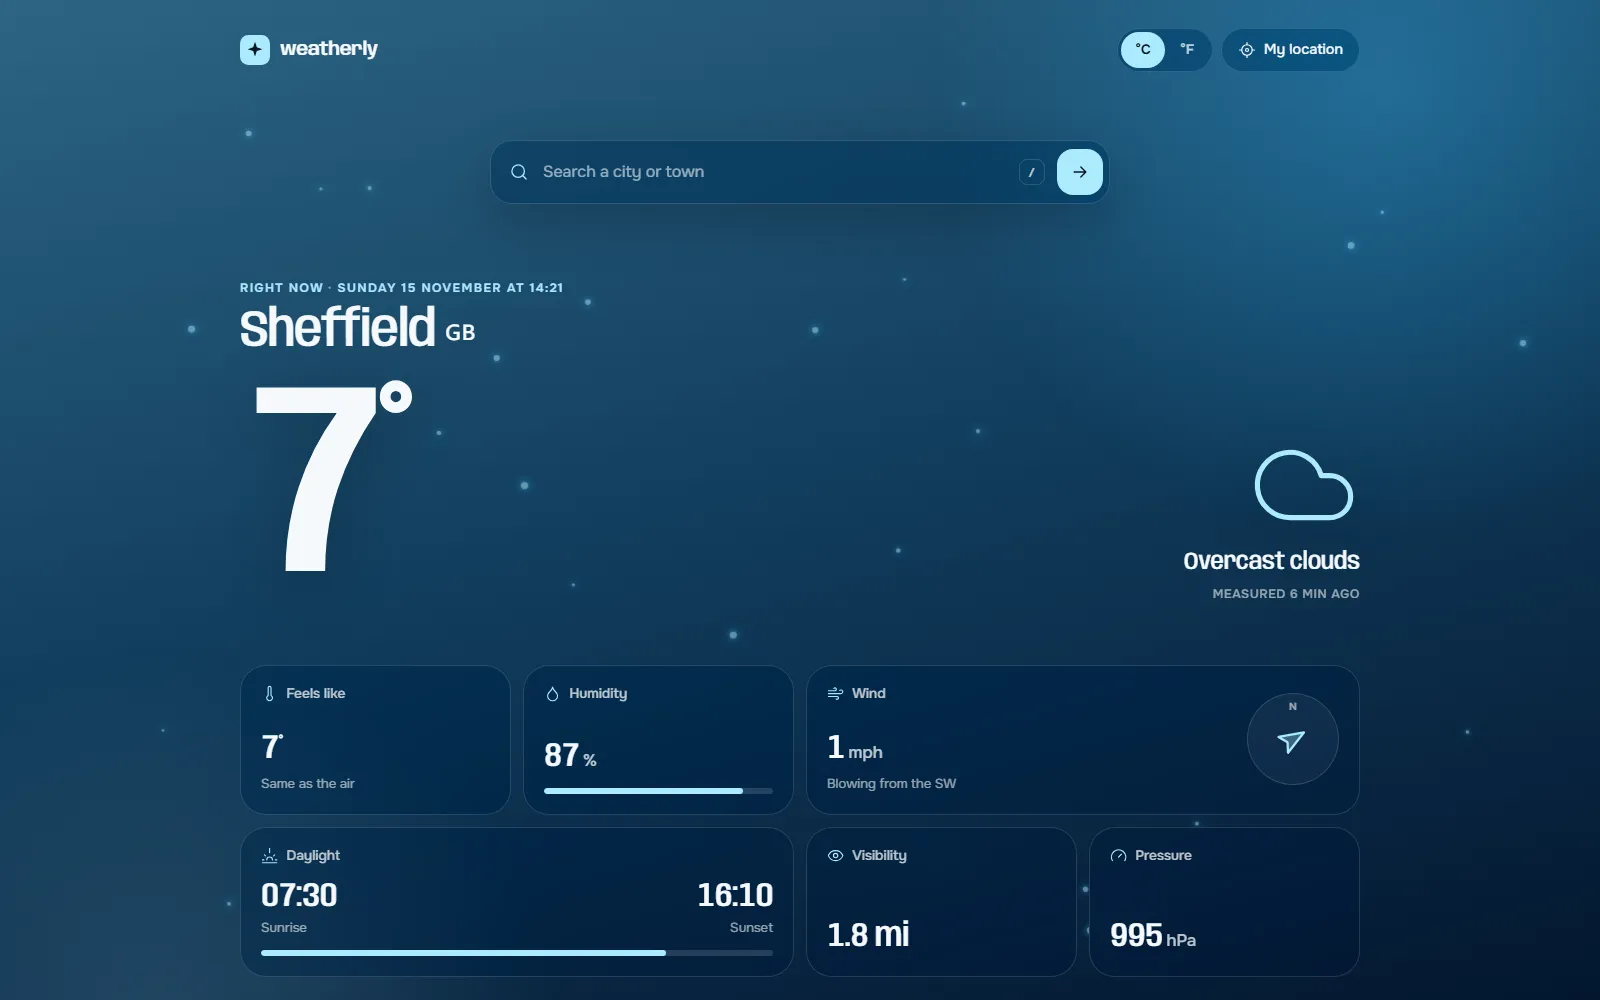 weatherly
°C °F My location
Search a city or town /
RIGHT NOW · SUNDAY 15 NOVEMBER AT 14:21
Sheffield GB
7°
Overcast clouds
MEASURED 6 MIN AGO
Feels like
7°
Same as the air
Humidity
87 %
Wind
1 mph
Blowing from the SW
N
Daylight
07:30 16:10
Sunrise Sunset
Visibility
1.8 mi
Pressure
995 hPa